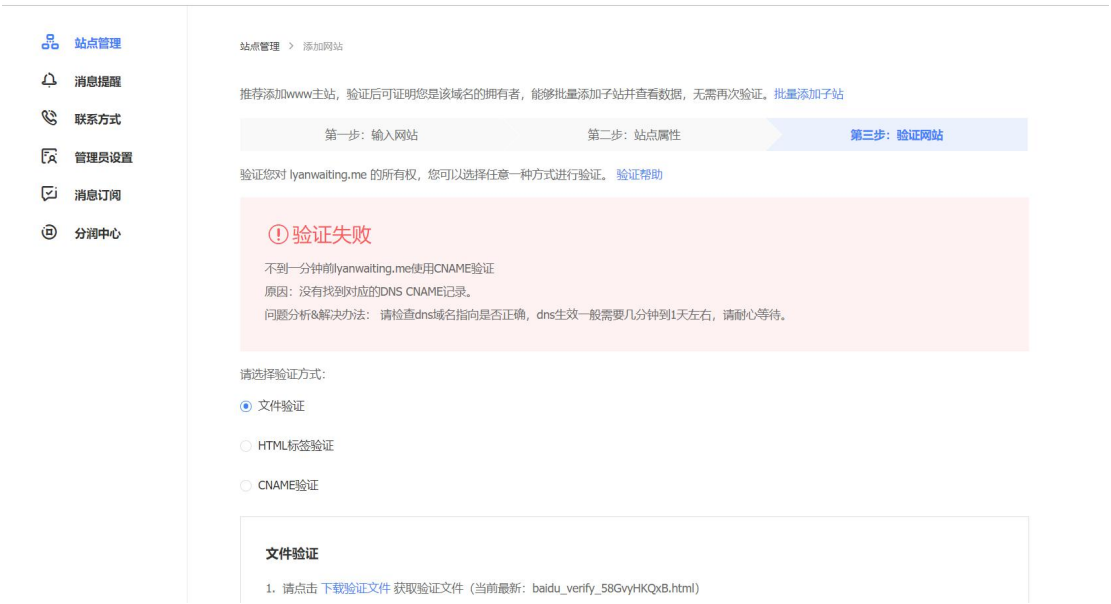 站点管理
消息提醒
联系方式
管理员设置
消息订阅
分润中心
站点管理 > 添加网站
推荐添加www主站，验证后可证明您是该域名的拥有者，能够批量添加子站并查看数据，无需再次验证。批量添加子站
第一步：输入网站 第二步：站点属性 第三步：验证网站
验证您对 lyanwaiting.me 的所有权，您可以选择任意一种方式进行验证。 验证帮助
验证失败
不到一分钟前lyanwaiting.me使用CNAME验证
原因：没有找到对应的DNS CNAME记录。
问题分析&解决办法： 请检查dns域名指向是否正确，dns生效一般需要几分钟到1天左右，请耐心等待。
请选择验证方式：
文件验证
HTML标签验证
CNAME验证
文件验证
1. 请点击 下载验证文件 获取验证文件（当前最新：baidu_verify_58GvyHKQxB.html）